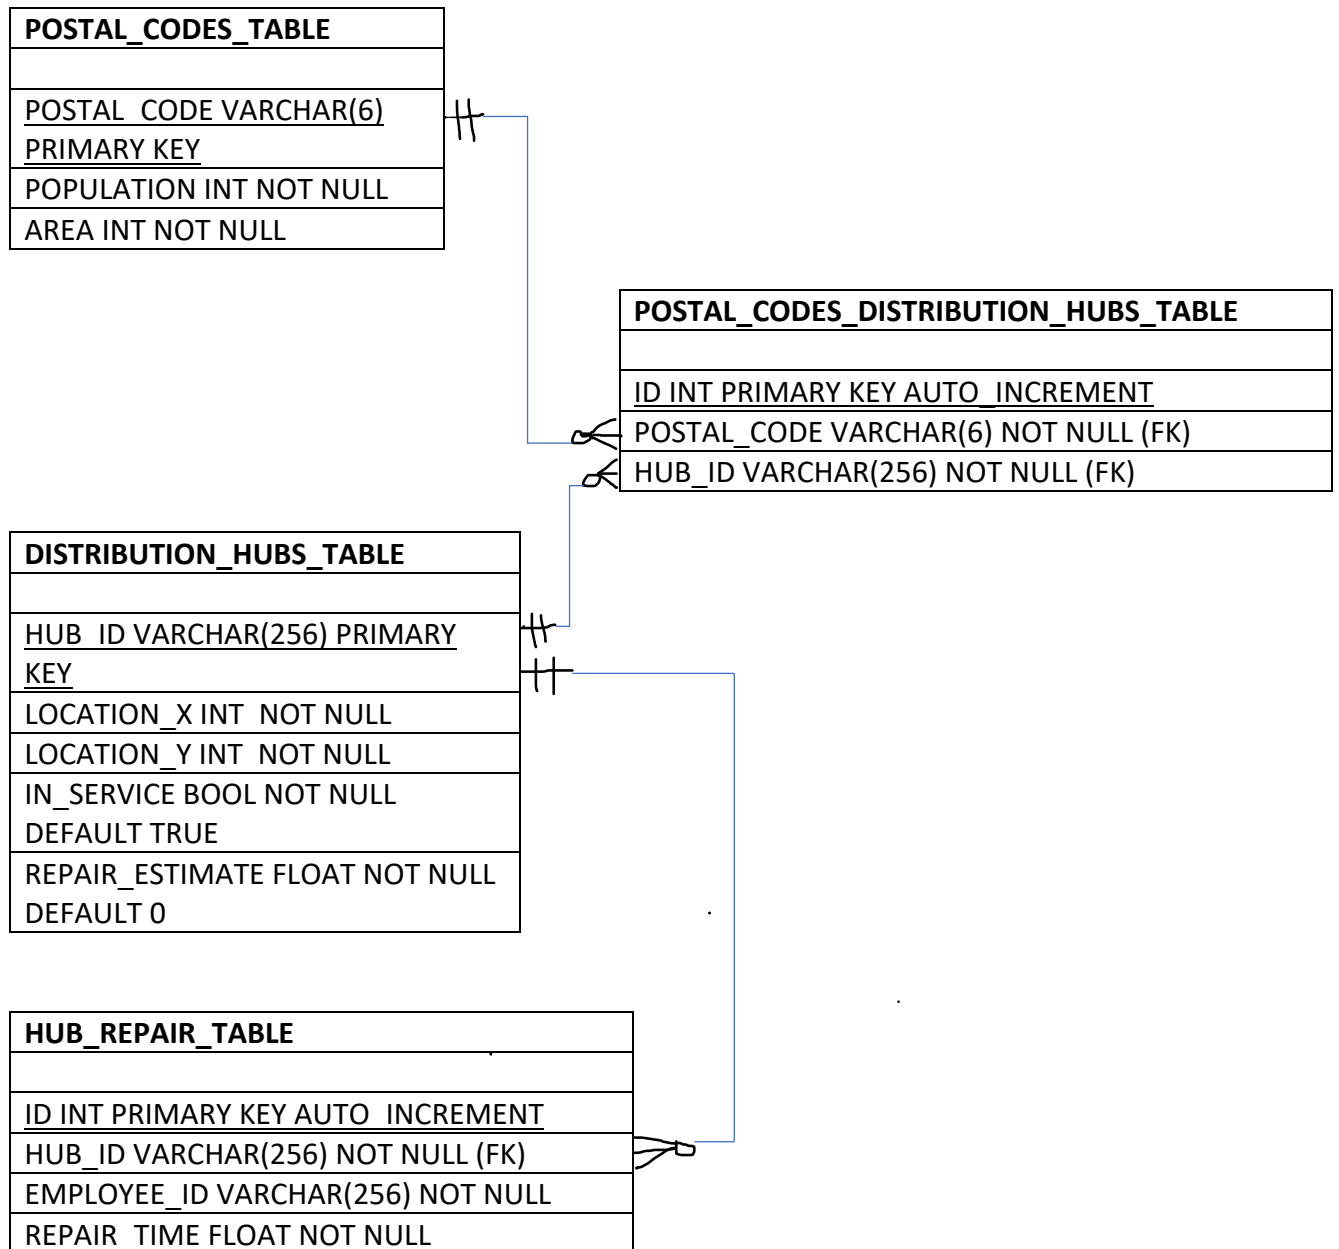 POSTAL_CODES_TABLE
POSTAL_CODE VARCHAR(6)
PRIMARY KEY
POPULATION INT NOT NULL
AREA INT NOT NULL
POSTAL_CODES_DISTRIBUTION_HUBS_TABLE
ID INT PRIMARY KEY AUTO_INCREMENT
POSTAL_CODE VARCHAR(6) NOT NULL (FK)
HUB_ID VARCHAR(256) NOT NULL (FK)
DISTRIBUTION_HUBS_TABLE
HUB_ID VARCHAR(256) PRIMARY
KEY
LOCATION_X INT  NOT NULL
LOCATION_Y INT  NOT NULL
IN_SERVICE BOOL NOT NULL
DEFAULT TRUE
REPAIR_ESTIMATE FLOAT NOT NULL
DEFAULT 0
HUB_REPAIR_TABLE
ID INT PRIMARY KEY AUTO_INCREMENT
HUB_ID VARCHAR(256) NOT NULL (FK)
EMPLOYEE_ID VARCHAR(256) NOT NULL
REPAIR_TIME FLOAT NOT NULL